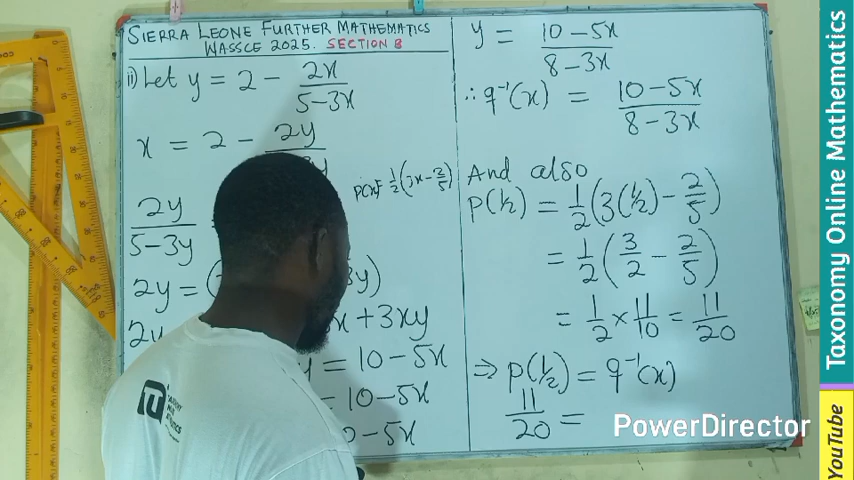 SIERRA LEONE FURTHER MATHEMATICS
WASSCE 2025. SECTION B
ii) Let y = 2 - 2x/(5-3x)
x = 2 - 2y
p(x) = 1/2(3x - 2/5)
2y/(5-3y)
2y = ( 3y)
2y x + 3xy
y = 10 - 5x
- 10 - 5x
0 - 5x
y = (10-5x)/(8-3x)
∴ q⁻¹(x) = (10-5x)/(8-3x)
And also
P(1/2) = 1/2(3(1/2) - 2/5)
= 1/2(3/2 - 2/5)
= 1/2 × 11/10 = 11/20
⇒ p(1/2) = q⁻¹(x)
11/20 =
PowerDirector
Taxonomy Online Mathematics
YouTube